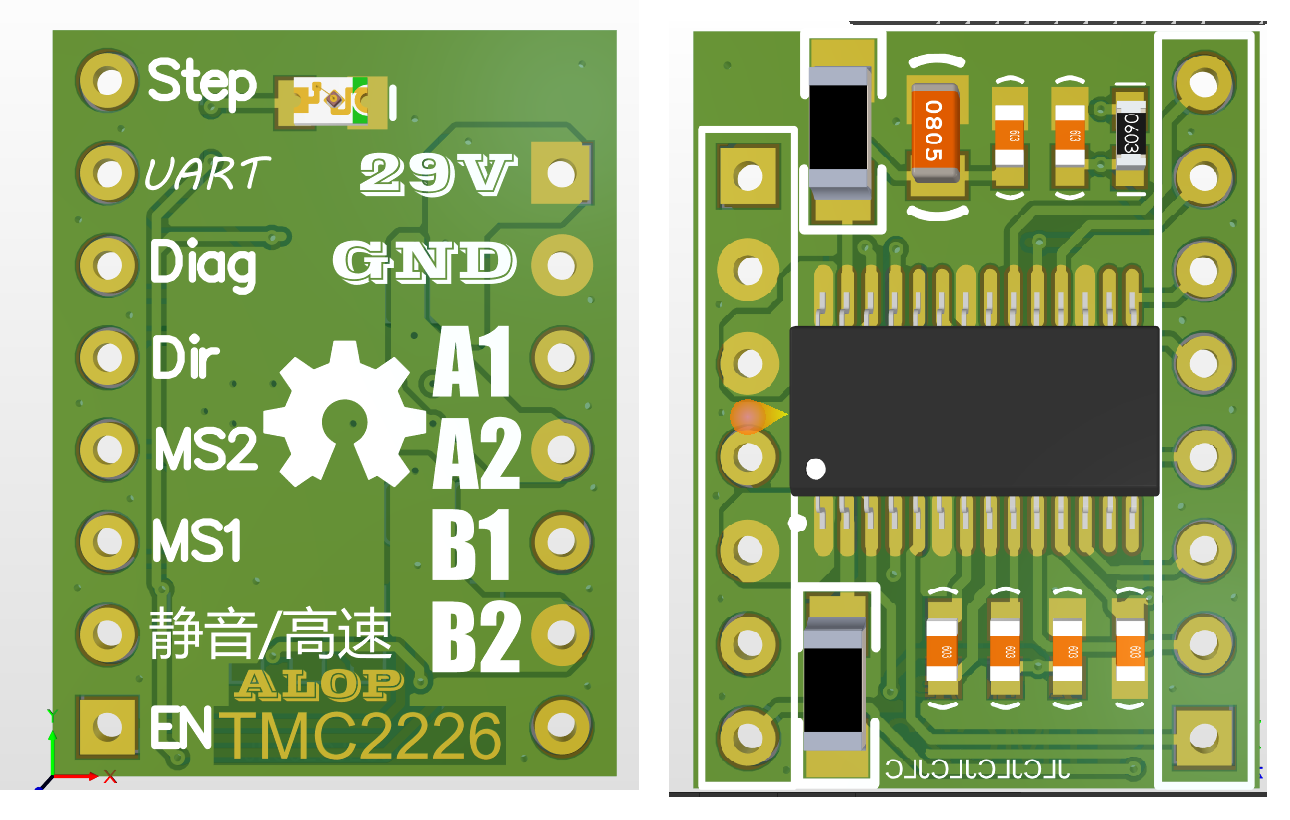 Step
UART
29V
Diag
GND
Dir
A1
MS2
A2
MS1
B1
静音/高速
B2
ALOP
EN
TMC2226
Y
X
0805
603
603
0603
603
603
603
603
JLCJLCJLCJLC